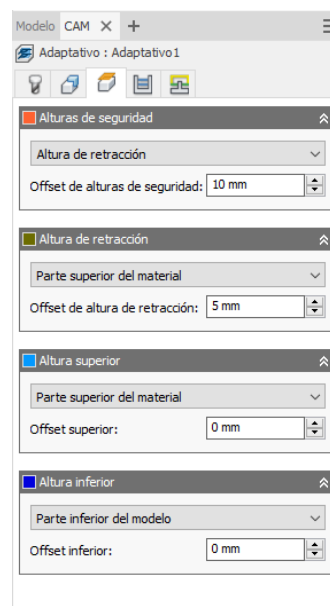 Modelo CAM
Adaptativo : Adaptativo1
Alturas de seguridad
Altura de retracción
Offset de alturas de seguridad: 10 mm
Altura de retracción
Parte superior del material
Offset de altura de retracción: 5 mm
Altura superior
Parte superior del material
Offset superior: 0 mm
Altura inferior
Parte inferior del modelo
Offset inferior: 0 mm